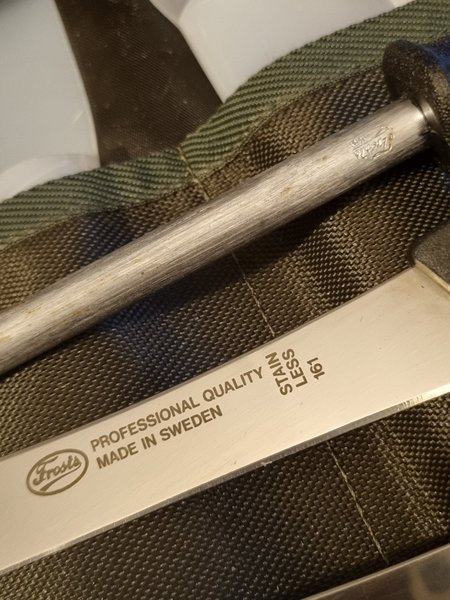 Frosts
PROFESSIONAL QUALITY
MADE IN SWEDEN
STAIN
LESS
161